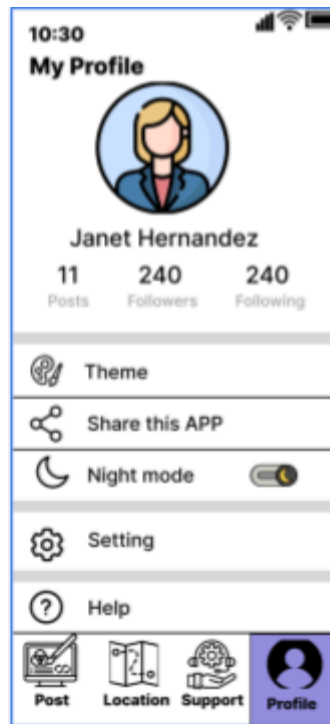 10:30
My Profile
Janet Hernandez
11 240 240
Posts Followers Following
Theme
Share this APP
Night mode
Setting
Help
Post Location Support Profile